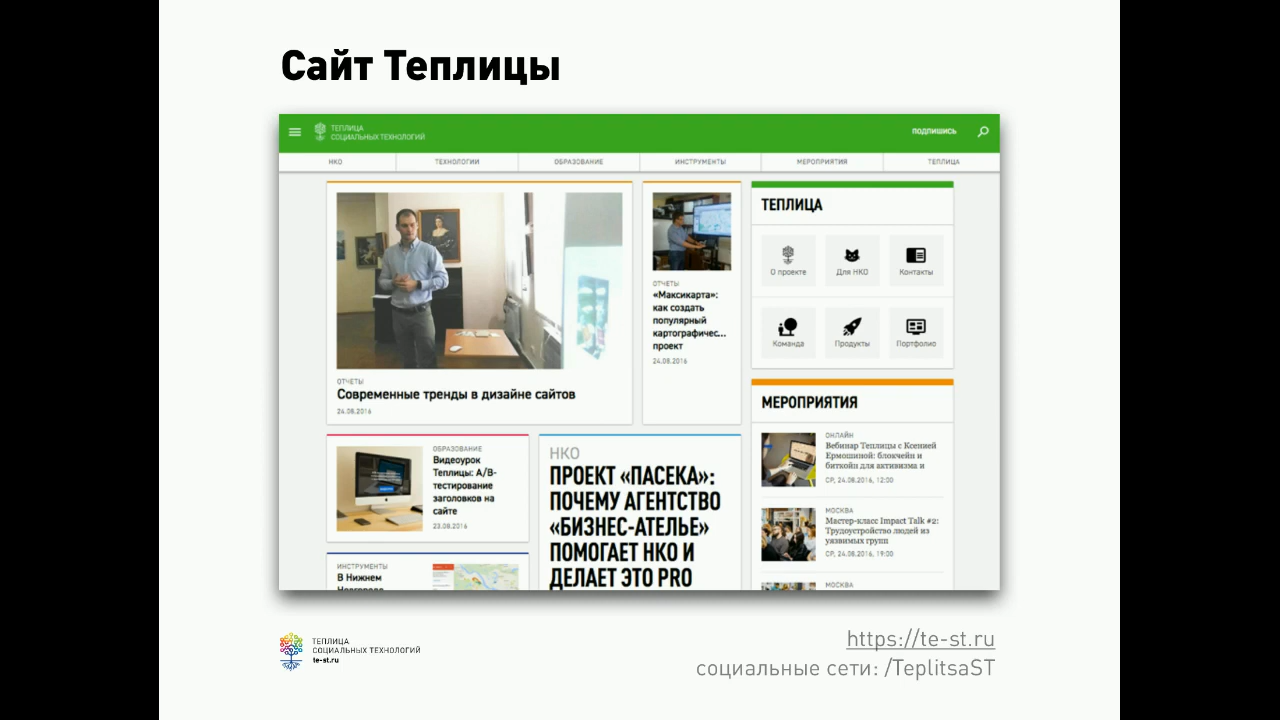 Сайт Теплицы
ТЕПЛИЦА
СОЦИАЛЬНЫХ ТЕХНОЛОГИЙ
ПОДПИШИСЬ
НКО
ТЕХНОЛОГИИ
ОБРАЗОВАНИЕ
ИНСТРУМЕНТЫ
МЕРОПРИЯТИЯ
ТЕПЛИЦА
ОТЧЕТЫ
Современные тренды в дизайне сайтов
24.08.2016
ОТЧЕТЫ
«Максикарта»:
как создать
популярный
картографичес...
проект
24.08.2016
ТЕПЛИЦА
О проекте
Для НКО
Контакты
Команда
Продукты
Портфолио
МЕРОПРИЯТИЯ
ОНЛАЙН
Вебинар Теплицы с Ксенией
Ермошиной: блокчейн и
биткойн для активизма и
СР, 24.08.2016, 12:00
МОСКВА
Мастер-класс Impact Talk #2:
Трудоустройство людей из
уязвимых групп
СР, 24.08.2016, 19:00
МОСКВА
ОБРАЗОВАНИЕ
Видеоурок
Теплицы: A/B-
тестирование
заголовков на
сайте
23.08.2016
НКО
ПРОЕКТ «ПАСЕКА»:
ПОЧЕМУ АГЕНТСТВО
«БИЗНЕС-АТЕЛЬЕ»
ПОМОГАЕТ НКО И
ДЕЛАЕТ ЭТО PRO
ИНСТРУМЕНТЫ
В Нижнем
Новгороде
ТЕПЛИЦА
СОЦИАЛЬНЫХ ТЕХНОЛОГИЙ
te-st.ru
https://te-st.ru
социальные сети: /TeplitsaST